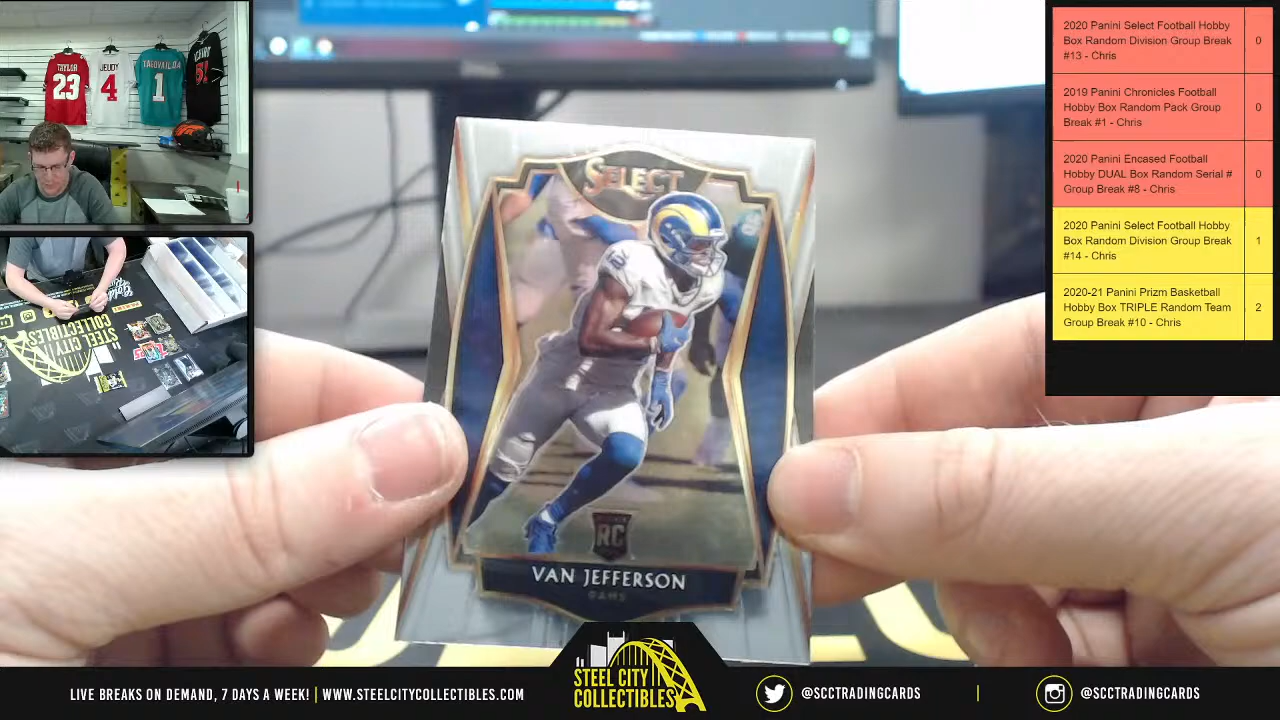 TAYLOR
23
JEUDY
4
TAGOVAILOA
1
51
STEEL CITY
COLLECTIBLES
2020 Panini Select Football Hobby
Box Random Division Group Break
#13 - Chris
0
2019 Panini Chronicles Football
Hobby Box Random Pack Group
Break #1 - Chris
0
2020 Panini Encased Football
Hobby DUAL Box Random Serial #
Group Break #8 - Chris
0
2020 Panini Select Football Hobby
Box Random Division Group Break
#14 - Chris
1
2020-21 Panini Prizm Basketball
Hobby Box TRIPLE Random Team
Group Break #10 - Chris
2
SELECT
RC
VAN JEFFERSON
RAMS
LIVE BREAKS ON DEMAND, 7 DAYS A WEEK! | WWW.STEELCITYCOLLECTIBLES.COM
STEEL CITY
COLLECTIBLES
@SCCTRADINGCARDS
|
@SCCTRADINGCARDS